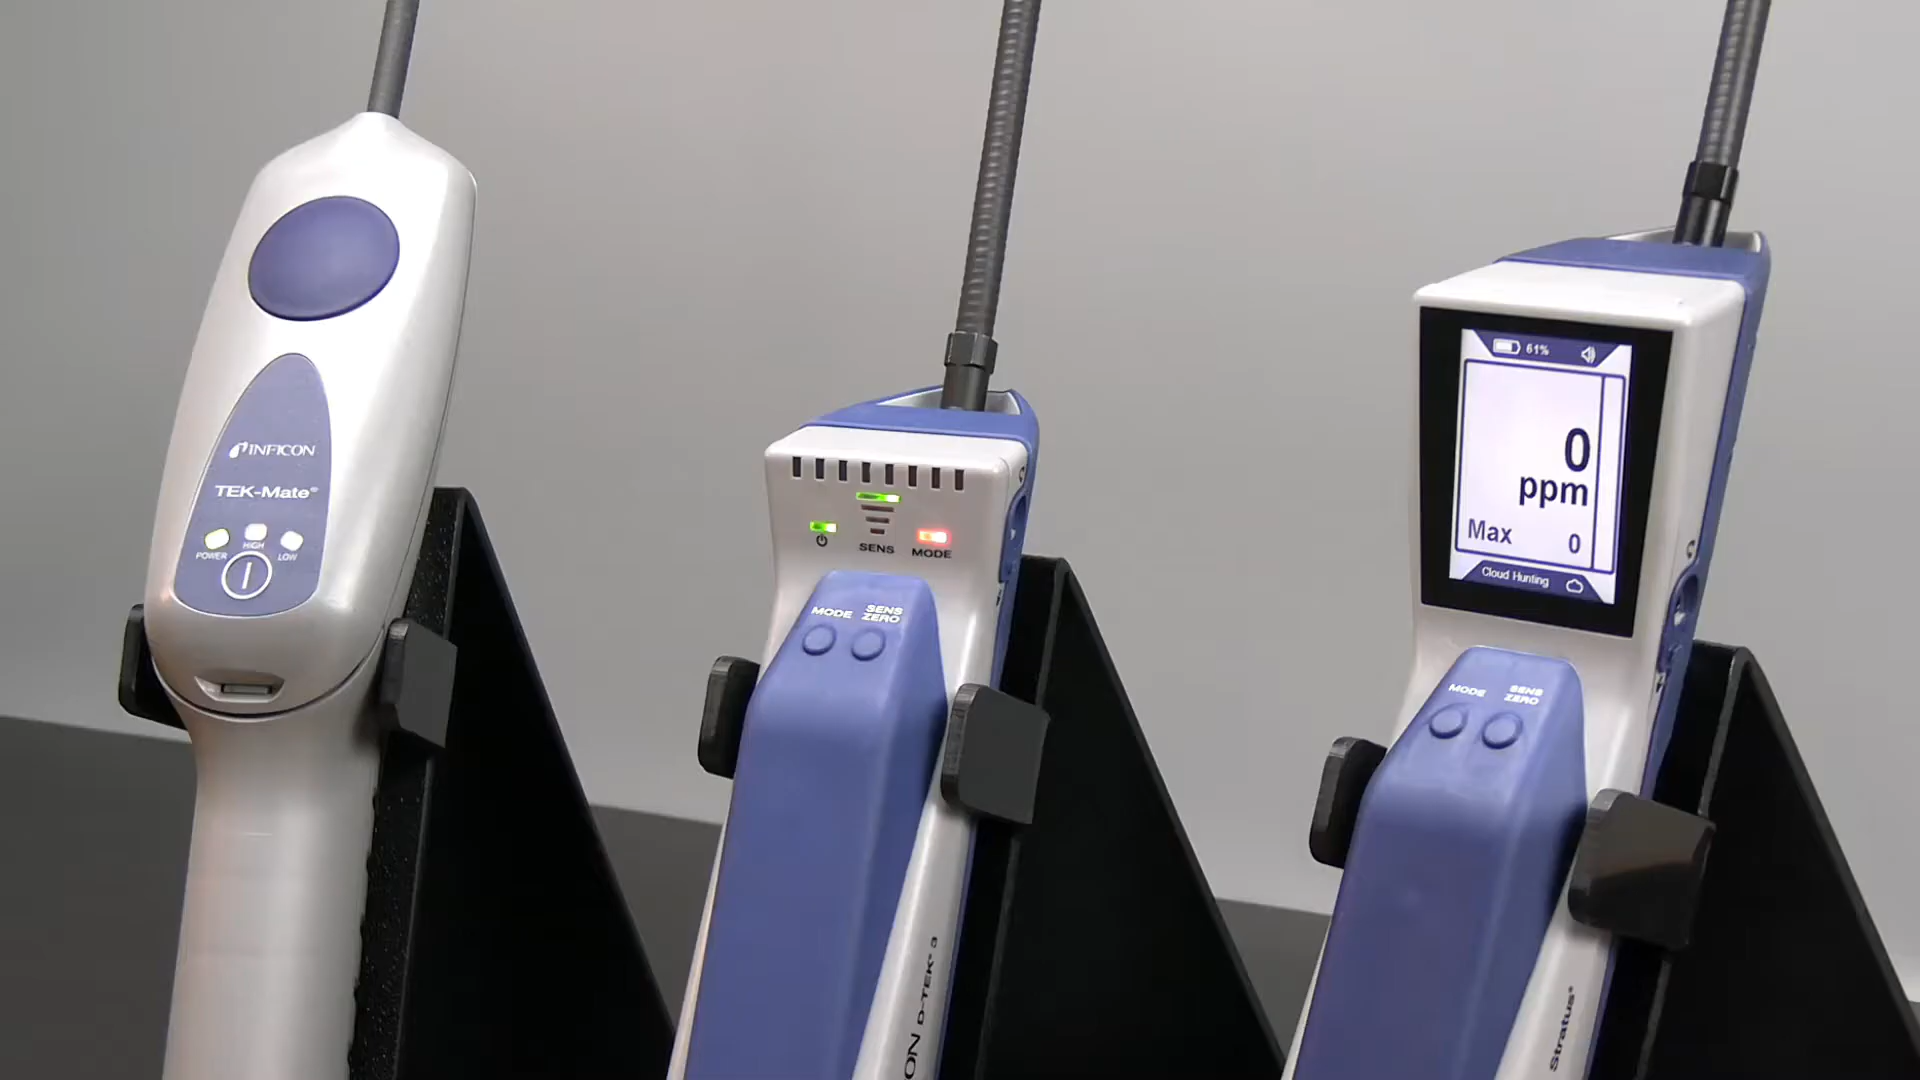 INFICON
TEK-Mate®
POWER HIGH LOW
SENS MODE
MODE SENS
ZERO
ON D-TEK® 3
61%
0
ppm
Max 0
Cloud Hunting
MODE SENS
ZERO
Stratus®